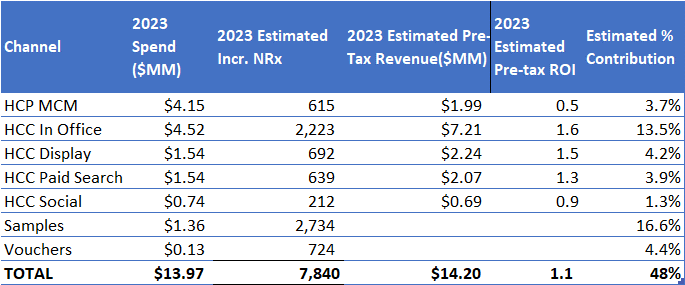 Channel 2023 Spend ($MM) 2023 Estimated Incr. NRx 2023 Estimated Pre-Tax Revenue($MM) 2023 Estimated Pre-tax ROI Estimated % Contribution
HCP MCM $4.15 615 $1.99 0.5 3.7%
HCC In Office $4.52 2,223 $7.21 1.6 13.5%
HCC Display $1.54 692 $2.24 1.5 4.2%
HCC Paid Search $1.54 639 $2.07 1.3 3.9%
HCC Social $0.74 212 $0.69 0.9 1.3%
Samples $1.36 2,734 16.6%
Vouchers $0.13 724 4.4%
TOTAL $13.97 7,840 $14.20 1.1 48%